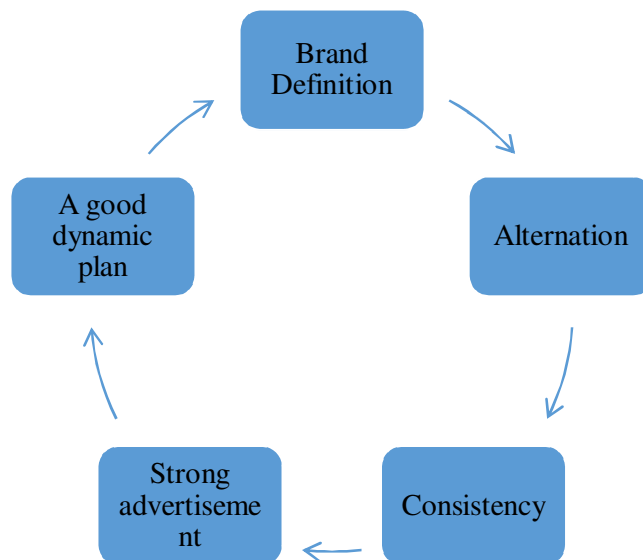 Brand
Definition
Alternation
Consistency
Strong
advertiseme
nt
A good
dynamic
plan